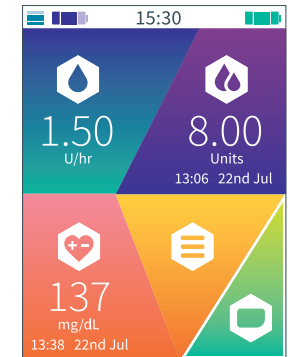 15:30
1.50
U/hr
8.00
Units
13:06 22nd Jul
137
mg/dL
13:38 22nd Jul